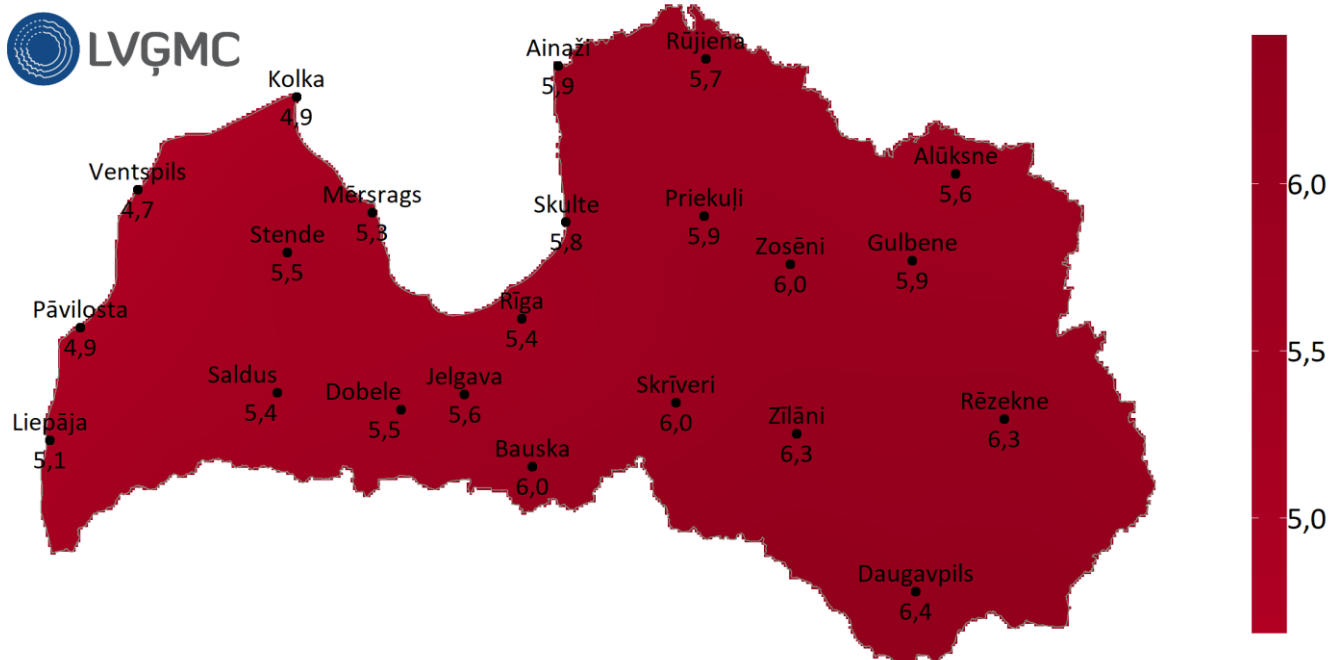 LVĢMC
Kolka
4,9
Ainaži
5,9
Rūjiena
5,7
Ventspils
4,7
Mērsrags
5,3
Stende
5,5
Skulte
5,8
Priekuļi
5,9
Alūksne
5,6
Zosēni
6,0
Gulbene
5,9
Pāvilosta
4,9
Rīga
5,4
Saldus
5,4
Dobele
5,5
Jelgava
5,6
Skrīveri
6,0
Zīlāni
6,3
Rēzekne
6,3
Liepāja
5,1
Bauska
6,0
Daugavpils
6,4
6,0
5,5
5,0